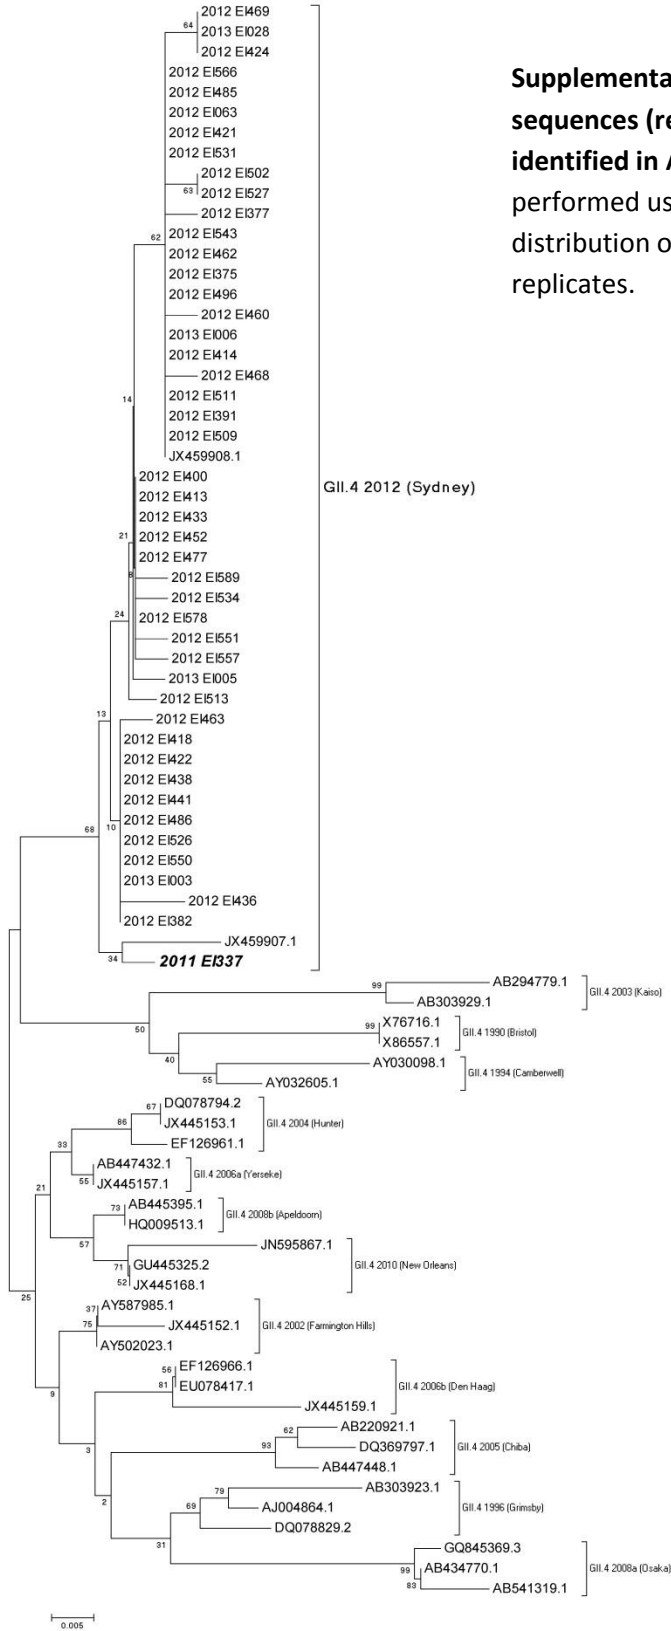 Supplementa
sequences (re
identified in A
performed us
distribution o
replicates.
64
2012 EI469
2013 EI028
2012 EI424
2012 EI566
2012 EI485
2012 EI063
2012 EI421
2012 EI531
2012 EI502
63
2012 EI527
2012 EI377
62
2012 EI543
2012 EI462
2012 EI375
2012 EI496
2012 EI460
2013 EI006
2012 EI414
2012 EI468
14
2012 EI511
2012 EI391
2012 EI509
JX459908.1
2012 EI400
GII.4 2012 (Sydney)
2012 EI413
2012 EI433
21
2012 EI452
2012 EI477
8
2012 EI589
2012 EI534
24
2012 EI578
2012 EI551
2012 EI557
2013 EI005
2012 EI513
13
2012 EI463
2012 EI418
2012 EI422
2012 EI438
2012 EI441
2012 EI486
68
10
2012 EI526
2012 EI550
2013 EI003
2012 EI436
2012 EI382
JX459907.1
34
2011 EI337
99
AB294779.1
AB303929.1
GII.4 2003 (Kaiso)
50
99
X76716.1
X86557.1
GII.4 1990 (Bristol)
40
AY030098.1
55
AY032605.1
GII.4 1994 (Camberwell)
67
DQ078794.2
86
JX445153.1
GII.4 2004 (Hunter)
33
EF126961.1
AB447432.1
55
JX445157.1
GII.4 2006a (Yerseke)
21
73
AB445395.1
HQ009513.1
GII.4 2008b (Apeldoorn)
57
JN595867.1
71
GU445325.2
GII.4 2010 (New Orleans)
52
JX445168.1
25
37
AY587985.1
75
JX445152.1
GII.4 2002 (Farmington Hills)
AY502023.1
9
56
EF126966.1
81
EU078417.1
GII.4 2006b (Den Haag)
JX445159.1
3
62
AB220921.1
93
DQ369797.1
GII.4 2005 (Chiba)
AB447448.1
2
79
AB303923.1
69
AJ004864.1
GII.4 1996 (Grimsby)
DQ078829.2
31
GQ845369.3
99
AB434770.1
GII.4 2008a (Osaka)
83
AB541319.1
0.005